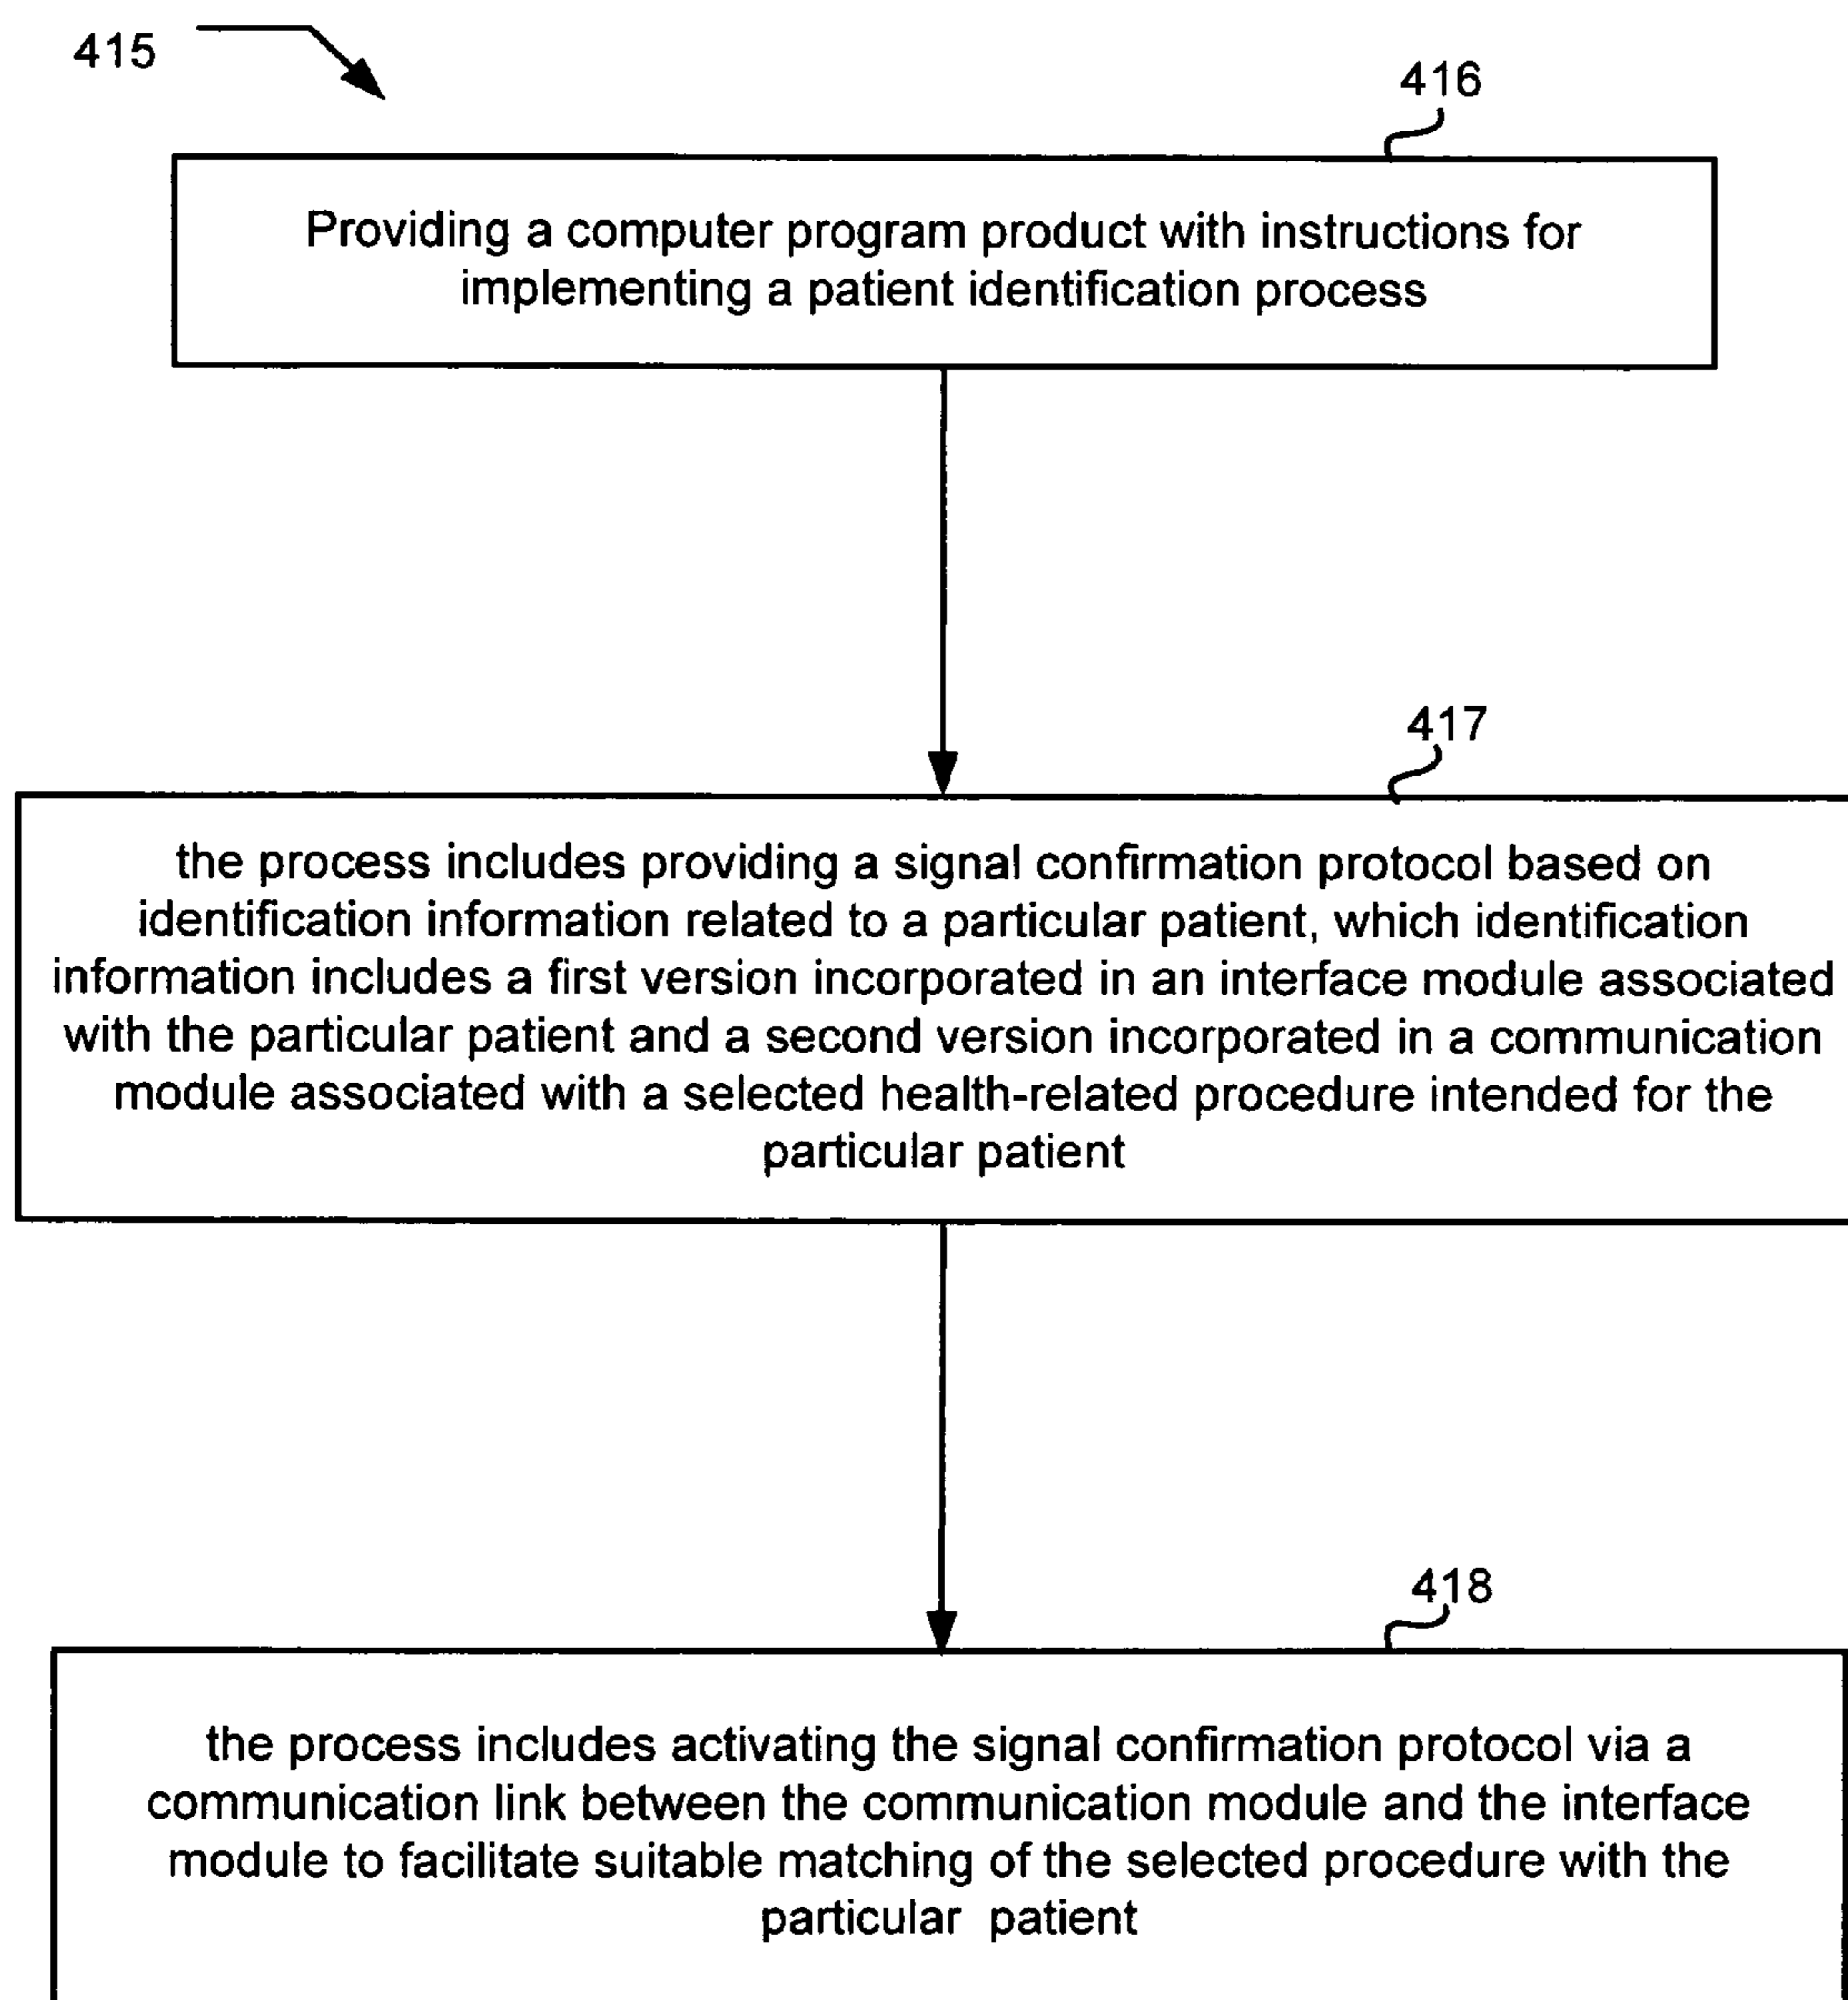 415
416
Providing a computer program product with instructions for
implementing a patient identification process
417
the process includes providing a signal confirmation protocol based on
identification information related to a particular patient, which identification
information includes a first version incorporated in an interface module associated
with the particular patient and a second version incorporated in a communication
module associated with a selected health-related procedure intended for the
particular patient
418
the process includes activating the signal confirmation protocol via a
communication link between the communication module and the interface
module to facilitate suitable matching of the selected procedure with the
particular patient